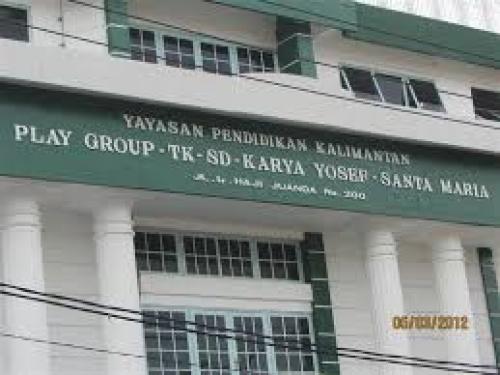 YAYASAN PENDIDIKAN KALIMANTAN
PLAY GROUP - TK - SD - KARYA YOSEF - SANTA MARIA
JL. Ir. HAJI JUANDA No. 200
06/03/2012